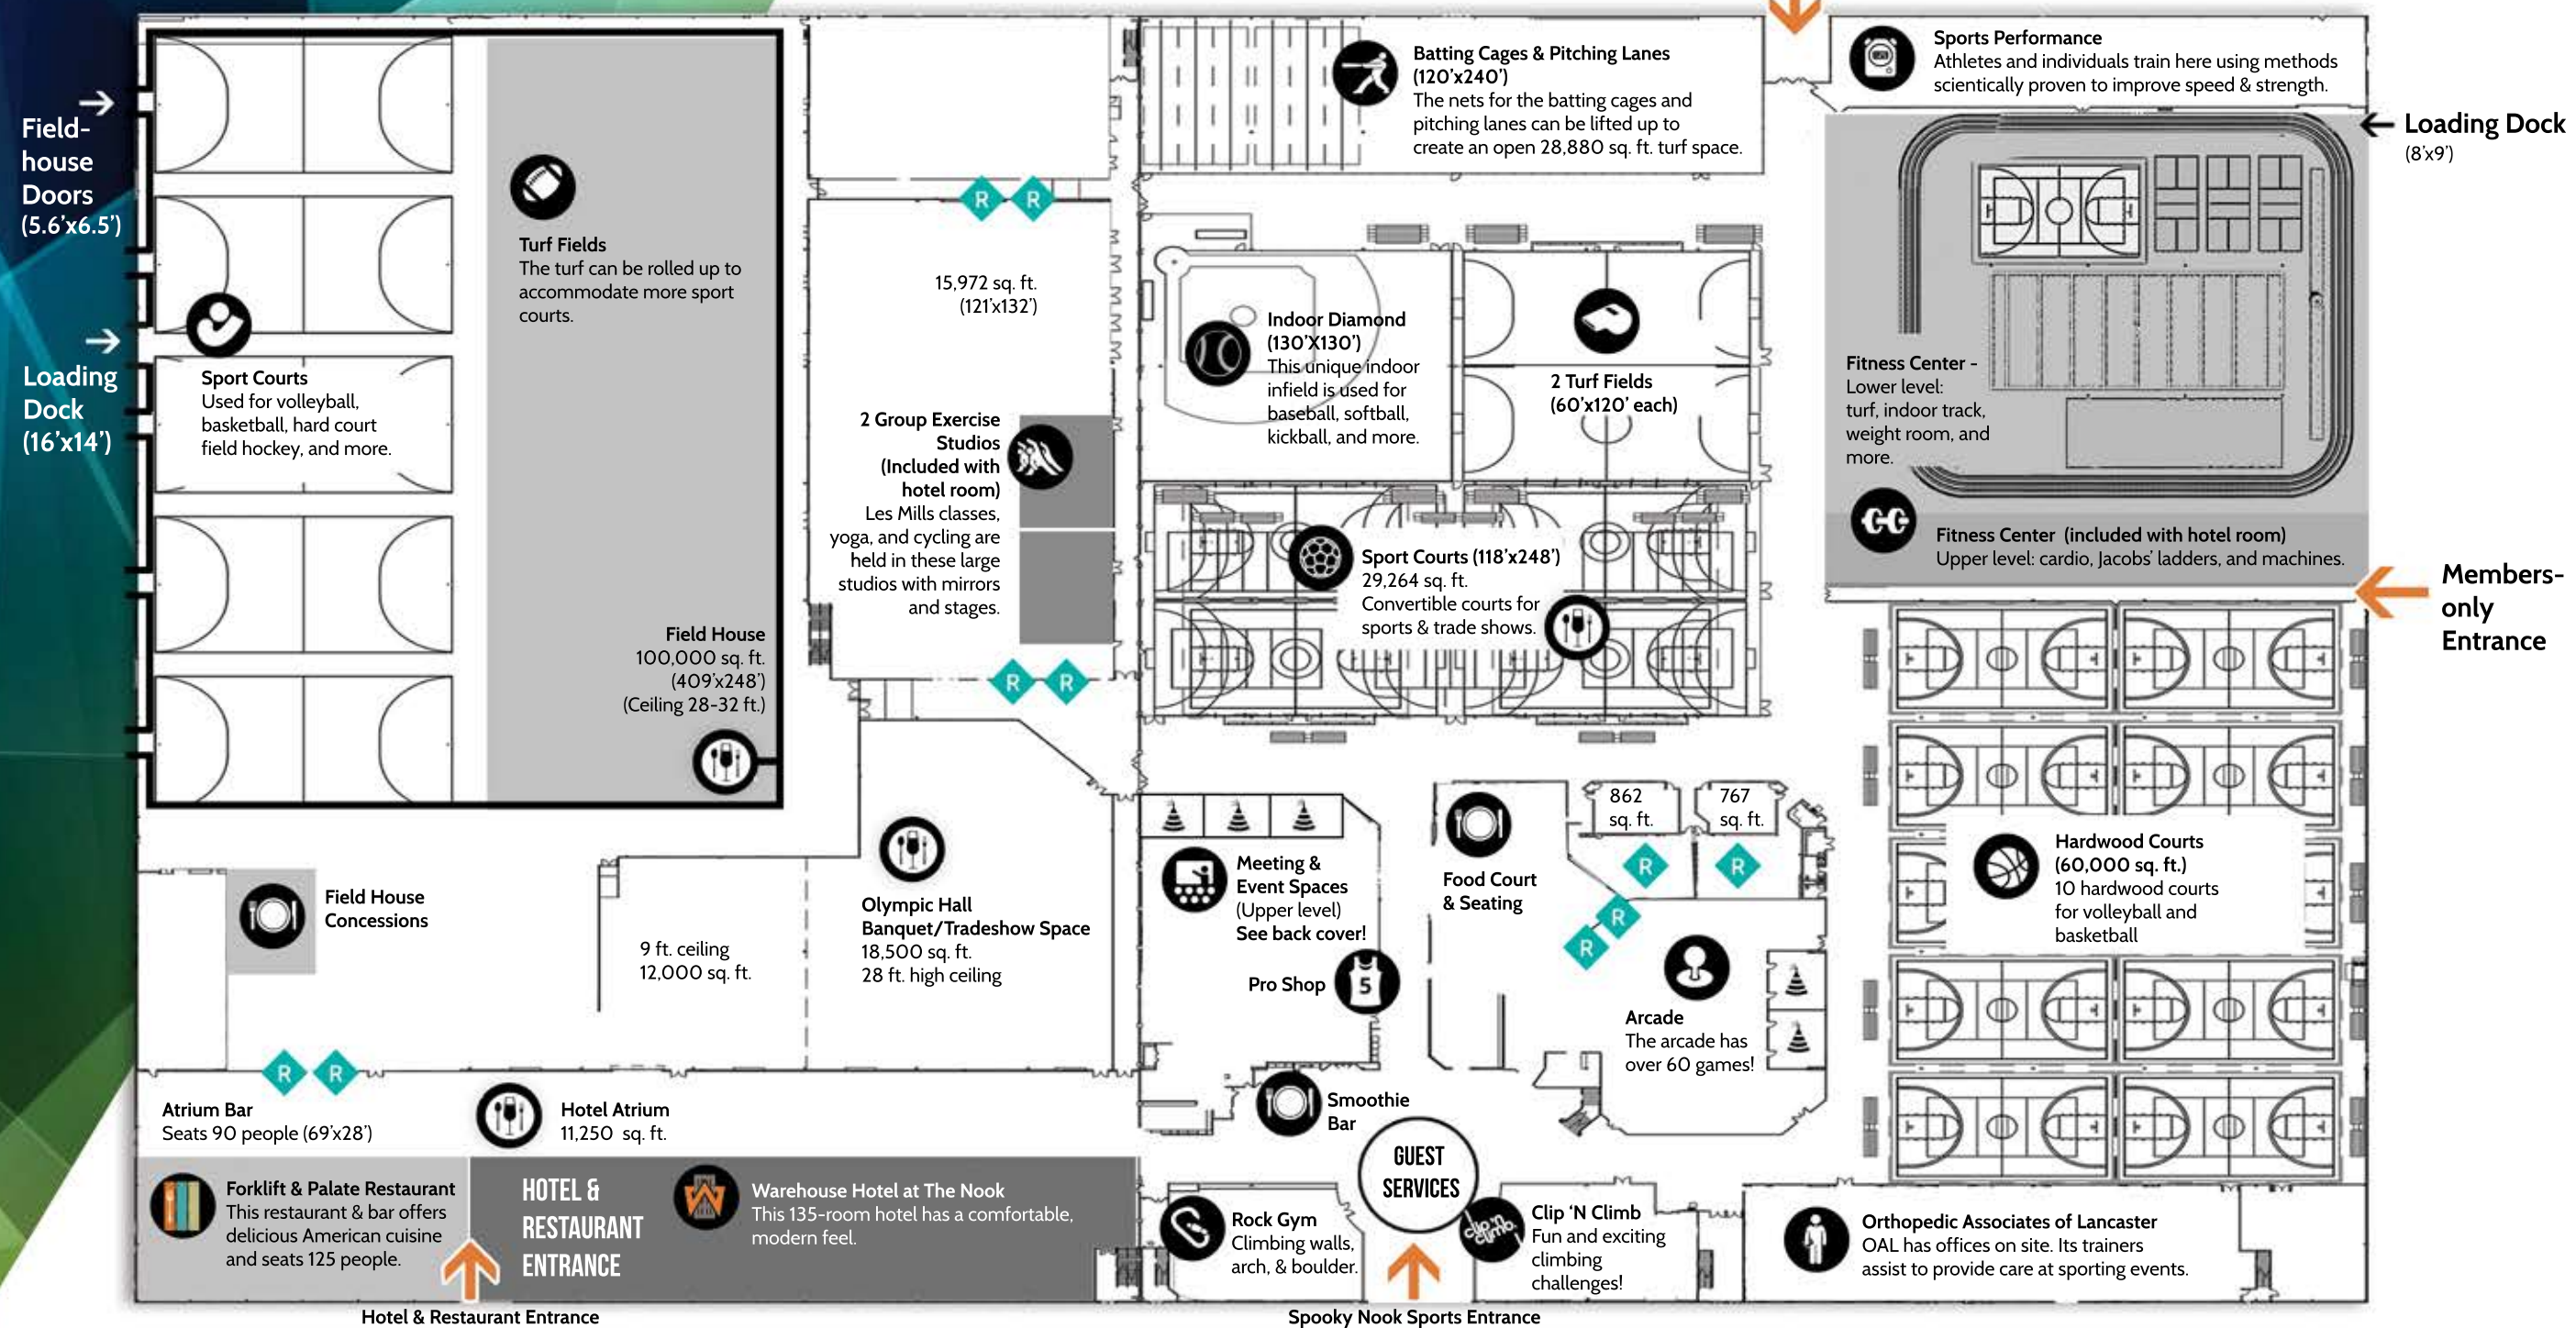 Batting Cages & Pitching Lanes
(120'x240')
The nets for the batting cages and
pitching lanes can be lifted up to
create an open 28,880 sq. ft. turf space.
Sports Performance
Athletes and individuals train here using methods
scientically proven to improve speed & strength.
Loading Dock
(8'x9')
Field-
house
Doors
(5.6'x6.5')
Loading
Dock
(16'x14')
Turf Fields
The turf can be rolled up to
accommodate more sport
courts.
Sport Courts
Used for volleyball,
basketball, hard court
field hockey, and more.
Field House
100,000 sq. ft.
(409'x248')
(Ceiling 28-32 ft.)
R R
15,972 sq. ft.
(121'x132')
2 Group Exercise
Studios
(Included with
hotel room)
Les Mills classes,
yoga, and cycling are
held in these large
studios with mirrors
and stages.
R R
Indoor Diamond
(130'X130')
This unique indoor
infield is used for
baseball, softball,
kickball, and more.
2 Turf Fields
(60'x120' each)
Sport Courts (118'x248')
29,264 sq. ft.
Convertible courts for
sports & trade shows.
Fitness Center -
Lower level:
turf, indoor track,
weight room, and
more.
Fitness Center (included with hotel room)
Upper level: cardio, Jacobs' ladders, and machines.
Members-
only
Entrance
Hardwood Courts
(60,000 sq. ft.)
10 hardwood courts
for volleyball and
basketball
Field House
Concessions
9 ft. ceiling
12,000 sq. ft.
Olympic Hall
Banquet/Tradeshow Space
18,500 sq. ft.
28 ft. high ceiling
Meeting &
Event Spaces
(Upper level)
See back cover!
Pro Shop
5
Food Court
& Seating
862
sq. ft.
767
sq. ft.
R R
R
R
Arcade
The arcade has
over 60 games!
R R
Atrium Bar
Seats 90 people (69'x28')
Hotel Atrium
11,250 sq. ft.
Smoothie
Bar
GUEST
SERVICES
Forklift & Palate Restaurant
This restaurant & bar offers
delicious American cuisine
and seats 125 people.
HOTEL &
RESTAURANT
ENTRANCE
Warehouse Hotel at The Nook
This 135-room hotel has a comfortable,
modern feel.
Rock Gym
Climbing walls,
arch, & boulder.
clip 'n
climb
Clip 'N Climb
Fun and exciting
climbing
challenges!
Orthopedic Associates of Lancaster
OAL has offices on site. Its trainers
assist to provide care at sporting events.
Hotel & Restaurant Entrance
Spooky Nook Sports Entrance